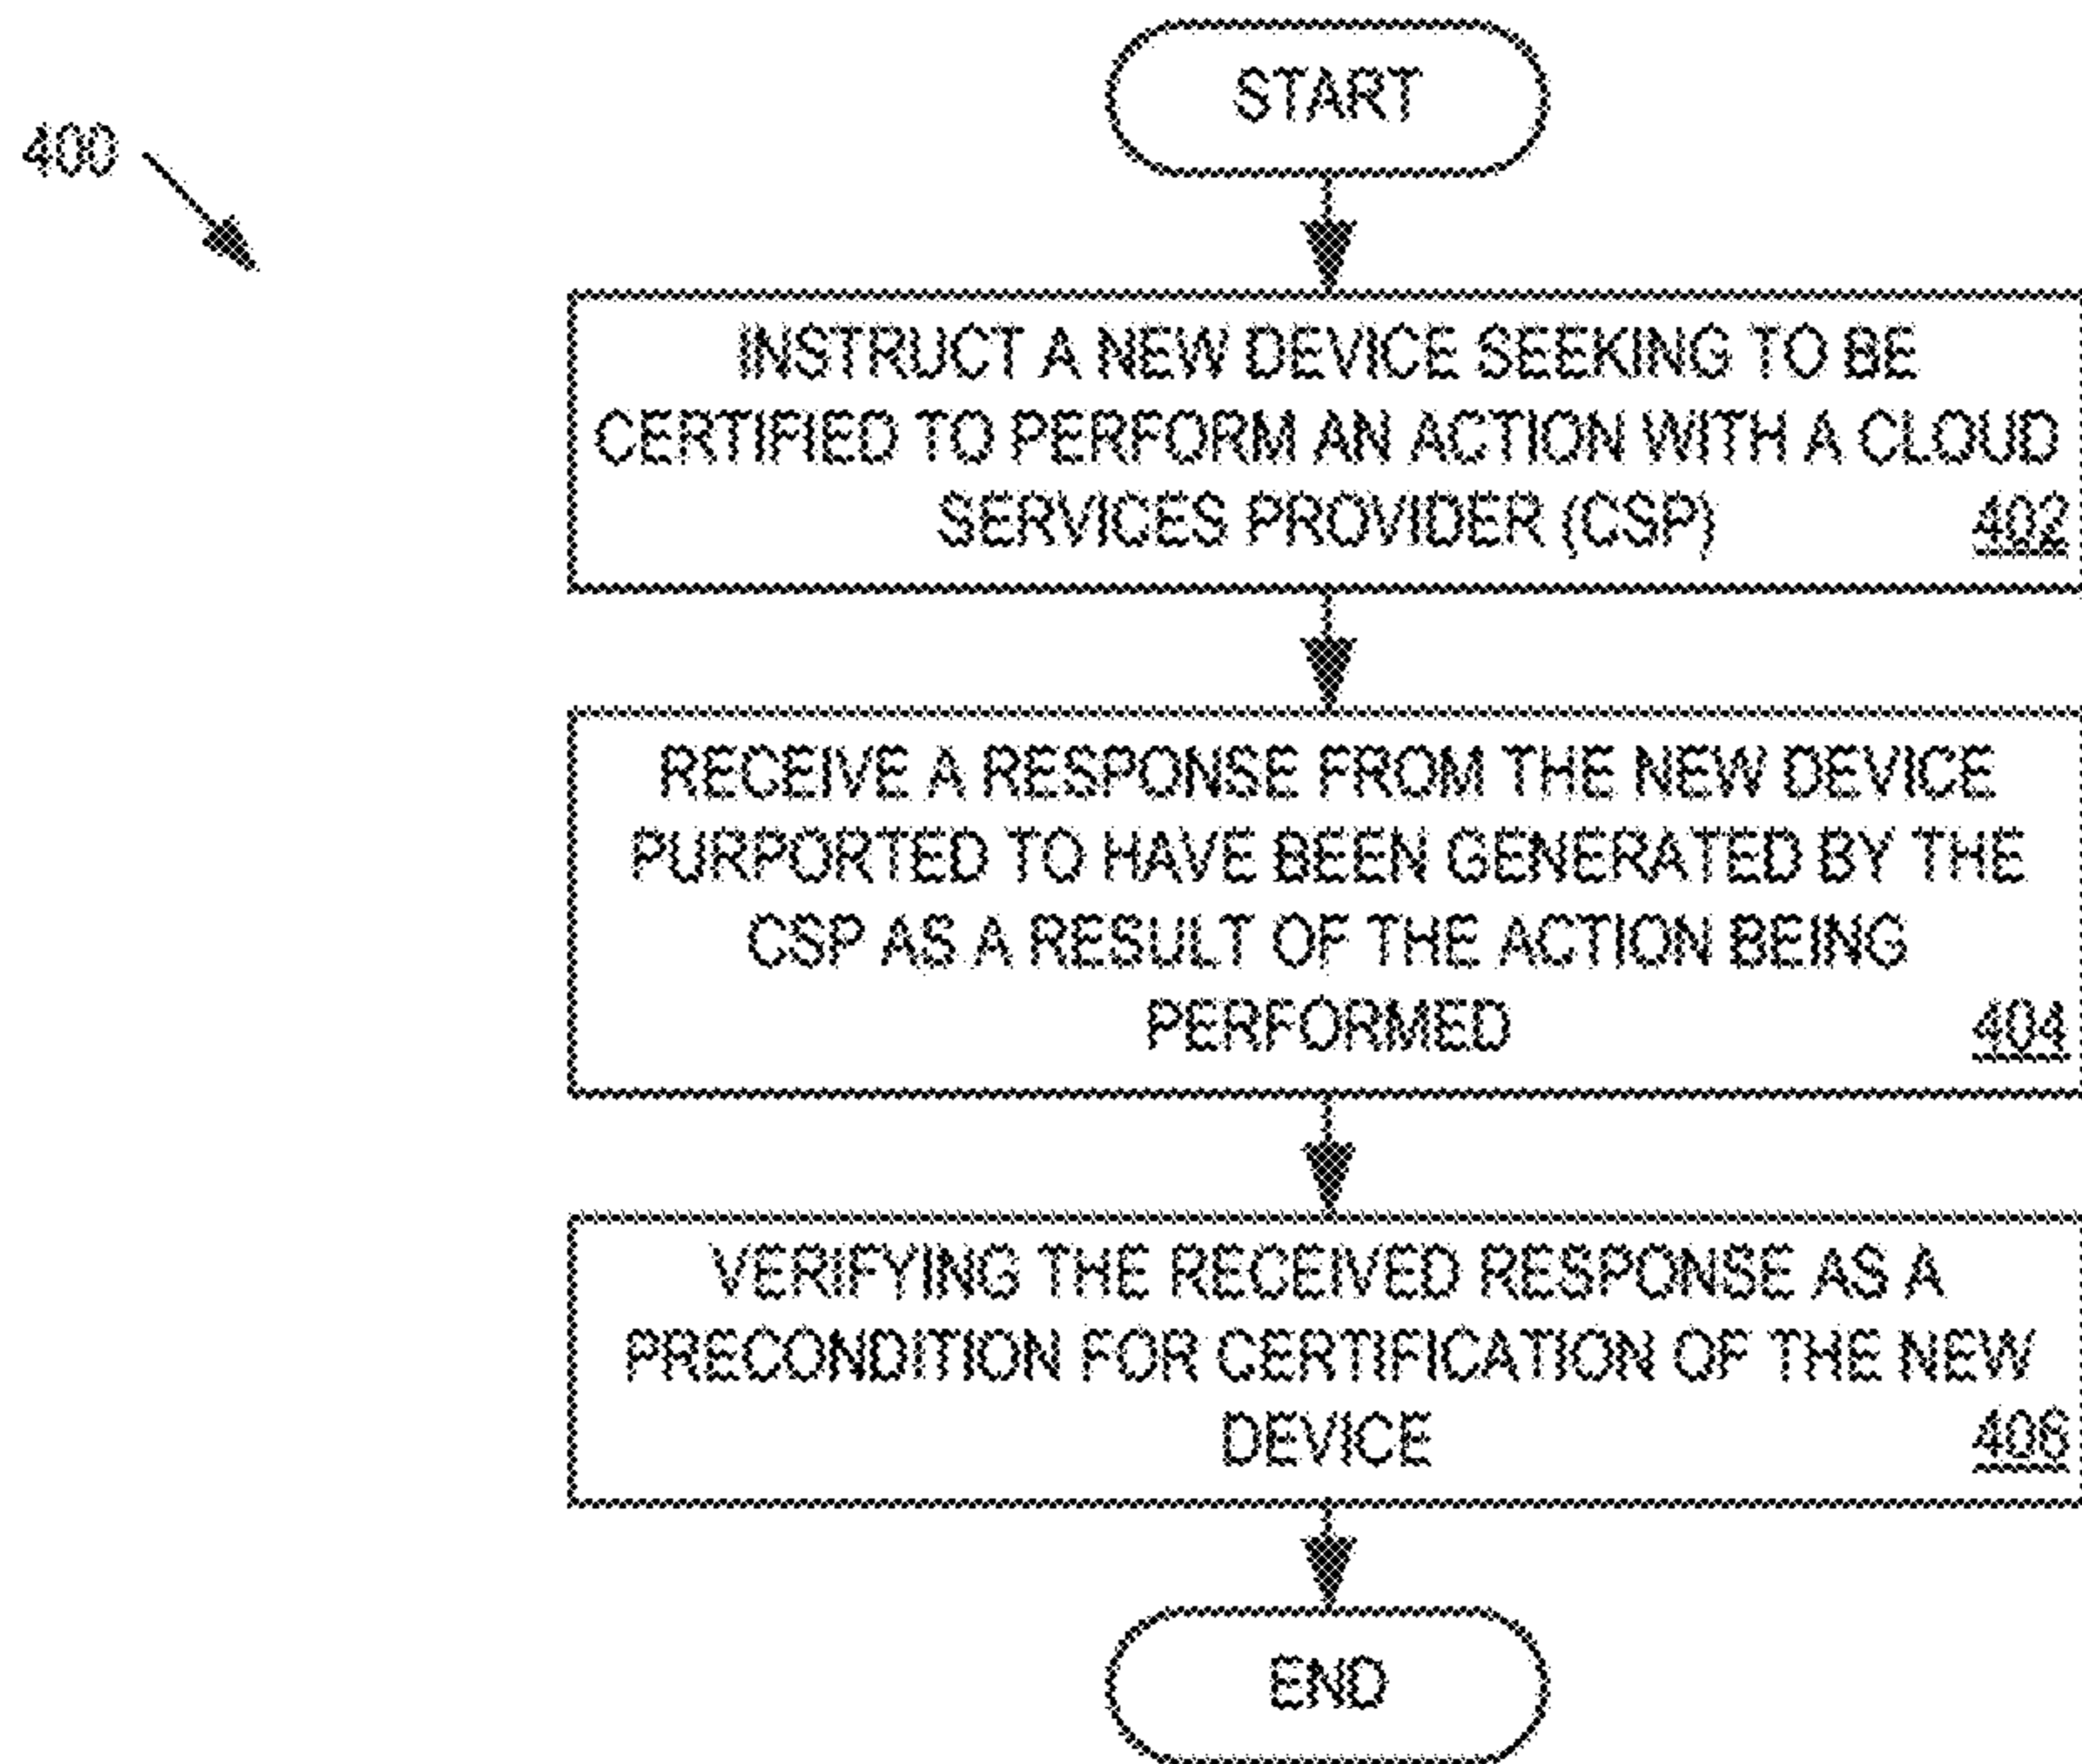 START
400
INSTRUCT A NEW DEVICE SEEKING TO BE
CERTIFIED TO PERFORM AN ACTION WITH A CLOUD
SERVICES PROVIDER (CSP) 402
RECEIVE A RESPONSE FROM THE NEW DEVICE
PURPORTED TO HAVE BEEN GENERATED BY THE
CSP AS A RESULT OF THE ACTION BEING
PERFORMED 404
VERIFYING THE RECEIVED RESPONSE AS A
PRECONDITION FOR CERTIFICATION OF THE NEW
DEVICE 406
END